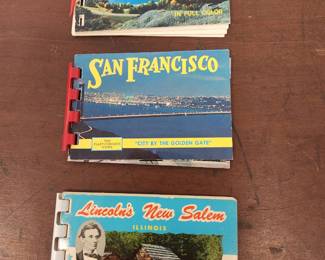 IN FULL COLOR
SAN FRANCISCO
"CITY BY THE GOLDEN GATE"
Lincoln's New Salem
ILLINOIS